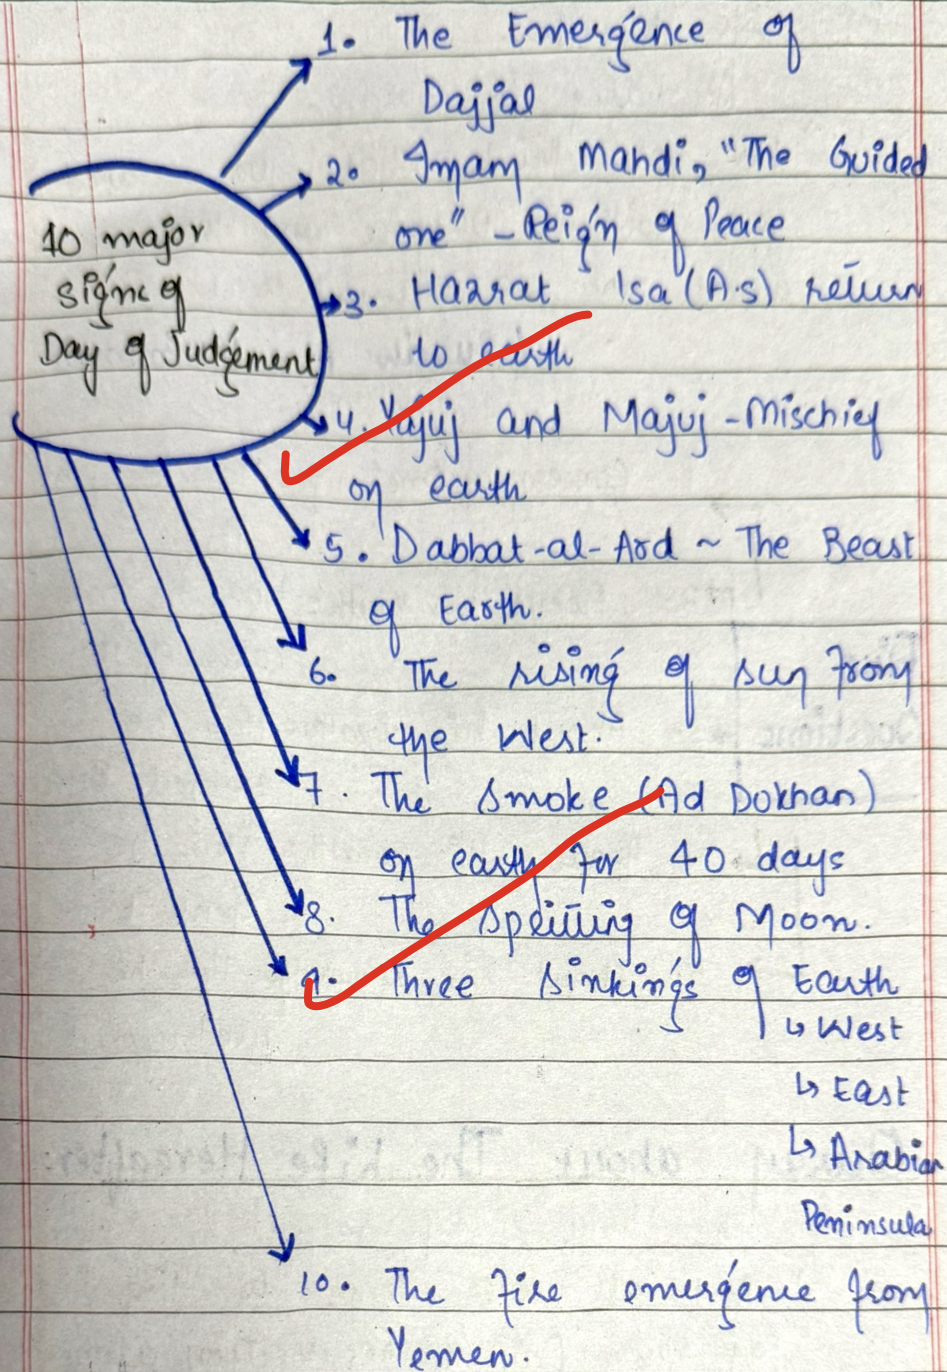 10 major
signs of
Day of Judgement
1. The Emergence of
Dajjal
2. Imam Mahdi, "The Guided
one" - Reign of Peace
3. Hazrat Isa (A.s) return
to earth
4. Yajuj and Majuj - Mischief
on earth
5. Dabbat-al-Ard ~ The Beast
of Earth.
6. The rising of sun from
the West.
7. The Smoke (Ad Dokhan)
on earth for 40 days
8. The Splitting of Moon.
9. Three Sinkings of Earth
↳ West
↳ East
↳ Arabian
Peninsula
10. The fire emergence from
Yemen.